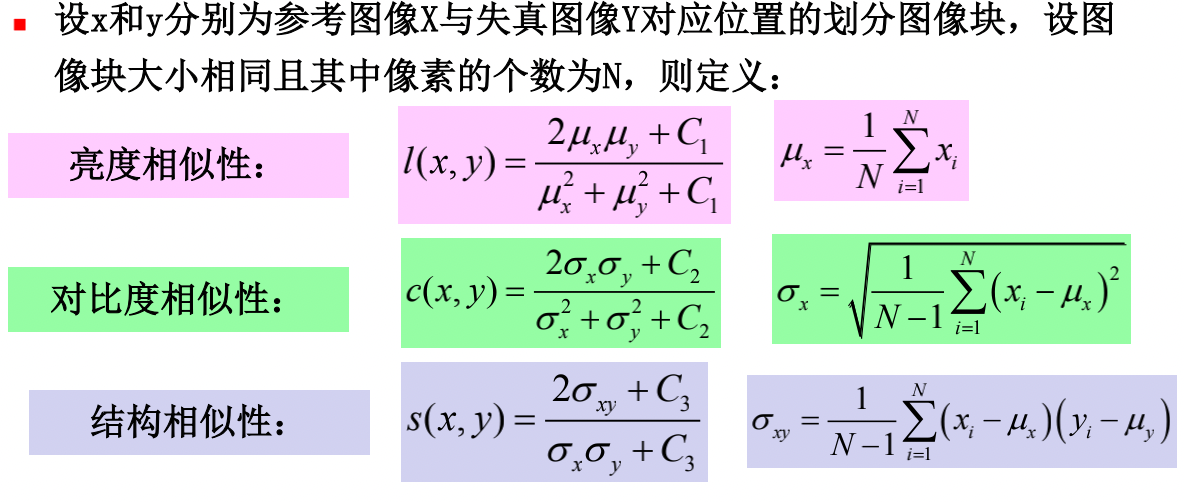 设x和y分别为参考图像X与失真图像Y对应位置的划分图像块，设图
像块大小相同且其中像素的个数为N，则定义：
亮度相似性： l(x, y) = \frac{2\mu_x\mu_y + C_1}{\mu_x^2 + \mu_y^2 + C_1} \mu_x = \frac{1}{N}\sum_{i=1}^{N} x_i
对比度相似性： c(x, y) = \frac{2\sigma_x\sigma_y + C_2}{\sigma_x^2 + \sigma_y^2 + C_2} \sigma_x = \sqrt{\frac{1}{N-1}\sum_{i=1}^{N}(x_i - \mu_x)^2}
结构相似性： s(x, y) = \frac{2\sigma_{xy} + C_3}{\sigma_x\sigma_y + C_3} \sigma_{xy} = \frac{1}{N-1}\sum_{i=1}^{N}(x_i - \mu_x)(y_i - \mu_y)